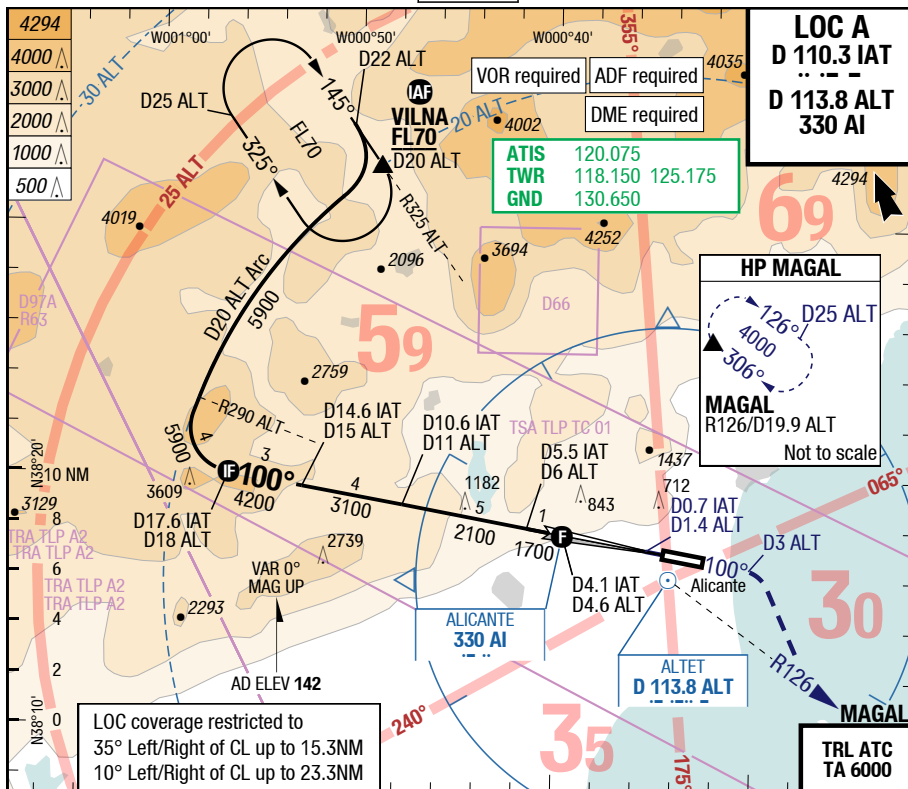 4294
4000
3000
2000
1000
500
W001°00'
W000°50'
W000°40'
355°
LOC A
D 110.3 IAT
D 113.8 ALT
330 AI
30 ALT
D25 ALT
D22 ALT
145°
325°
FL70
IAF
VILNA
FL70
D20 ALT
20 ALT
VOR required
ADF required
DME required
4035
4002
ATIS 120.075
TWR 118.150 125.175
GND 130.650
4294
25 ALT
4019
R325 ALT
2096
3694
4252
69
D97A
R63
D66
D20 ALT Arc
5900
59
HP MAGAL
126°
D25 ALT
4000
306°
MAGAL
R126/D19.9 ALT
Not to scale
2759
R290 ALT
D14.6 IAT
D15 ALT
D10.6 IAT
D11 ALT
TSA TLP TC 01
D5.5 IAT
D6 ALT
1437
4
5900
IF
100°
3
4200
4
3100
5
2100
1
1700
F
N38°20'
10 NM
3609
3129
D17.6 IAT
D18 ALT
1182
843
712
D0.7 IAT
D1.4 ALT
065°
8
TRA TLP A2
TRA TLP A2
2739
VAR 0°
MAG UP
D4.1 IAT
D4.6 ALT
100°
Alicante
D3 ALT
6
TRA TLP A2
TRA TLP A2
2293
4
30
ALICANTE
330 AI
ALTET
D 113.8 ALT
R126
2
AD ELEV 142
MAGAL
N38°10'
0
240°
35
175°
LOC coverage restricted to
35° Left/Right of CL up to 15.3NM
10° Left/Right of CL up to 23.3NM
TRL ATC
TA 6000